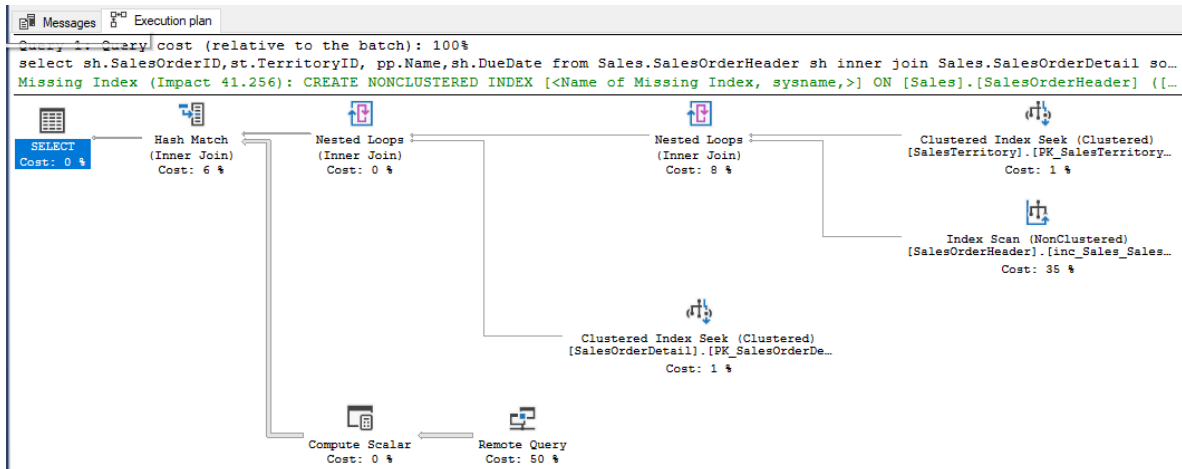 Messages
Execution plan
Query 1: Query cost (relative to the batch): 100%
select sh.SalesOrderID,st.TerritoryID, pp.Name,sh.DueDate from Sales.SalesOrderHeader sh inner join Sales.SalesOrderDetail so…
Missing Index (Impact 41.256): CREATE NONCLUSTERED INDEX [<Name of Missing Index, sysname,>] ON [Sales].[SalesOrderHeader] ([…
SELECT
Cost: 0 %
Hash Match
(Inner Join)
Cost: 6 %
Nested Loops
(Inner Join)
Cost: 0 %
Nested Loops
(Inner Join)
Cost: 8 %
Clustered Index Seek (Clustered)
[SalesTerritory].[PK_SalesTerritory…
Cost: 1 %
Index Scan (NonClustered)
[SalesOrderHeader].[inc_Sales_Sales…
Cost: 35 %
Clustered Index Seek (Clustered)
[SalesOrderDetail].[PK_SalesOrderDe…
Cost: 1 %
Compute Scalar
Cost: 0 %
Remote Query
Cost: 50 %